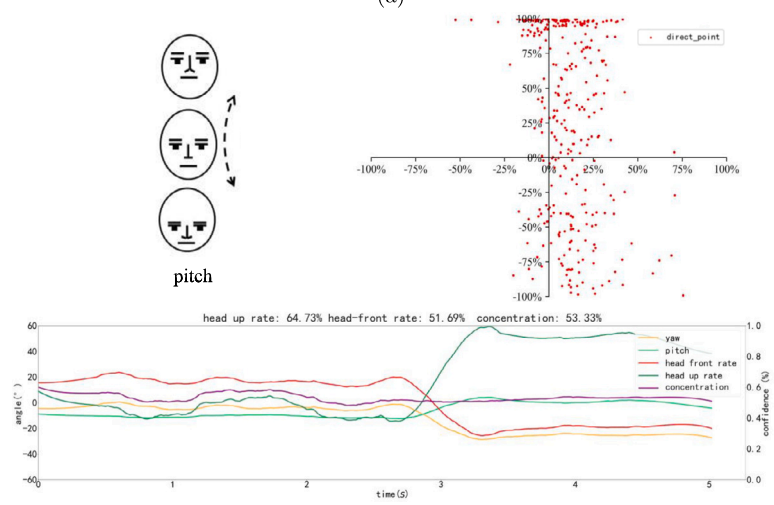 (a)
100%
direct_point
75%
50%
25%
0%
-100% -75% -50% -25% 0% 25% 50% 75% 100%
-25%
-50%
-75%
-100%
pitch
head up rate: 64.73% head-front rate: 51.69% concentration: 53.33%
60
40
20
0
-20
-40
-60
angle(°)
yaw
pitch
head front rate
head up rate
concentration
1.0
0.8
0.6
0.4
0.2
0.0
confidence (%)
0 1 2 3 4 5
time(S)